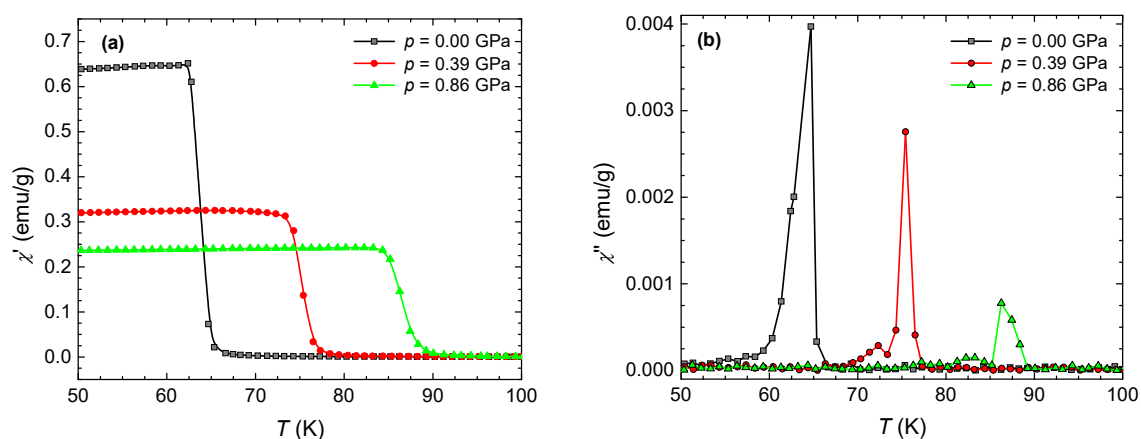 (a)
p = 0.00 GPa
p = 0.39 GPa
p = 0.86 GPa
χ' (emu/g)
0.7
0.6
0.5
0.4
0.3
0.2
0.1
0.0
50 60 70 80 90 100
T (K)
(b)
p = 0.00 GPa
p = 0.39 GPa
p = 0.86 GPa
χ" (emu/g)
0.004
0.003
0.002
0.001
0.000
50 60 70 80 90 100
T (K)